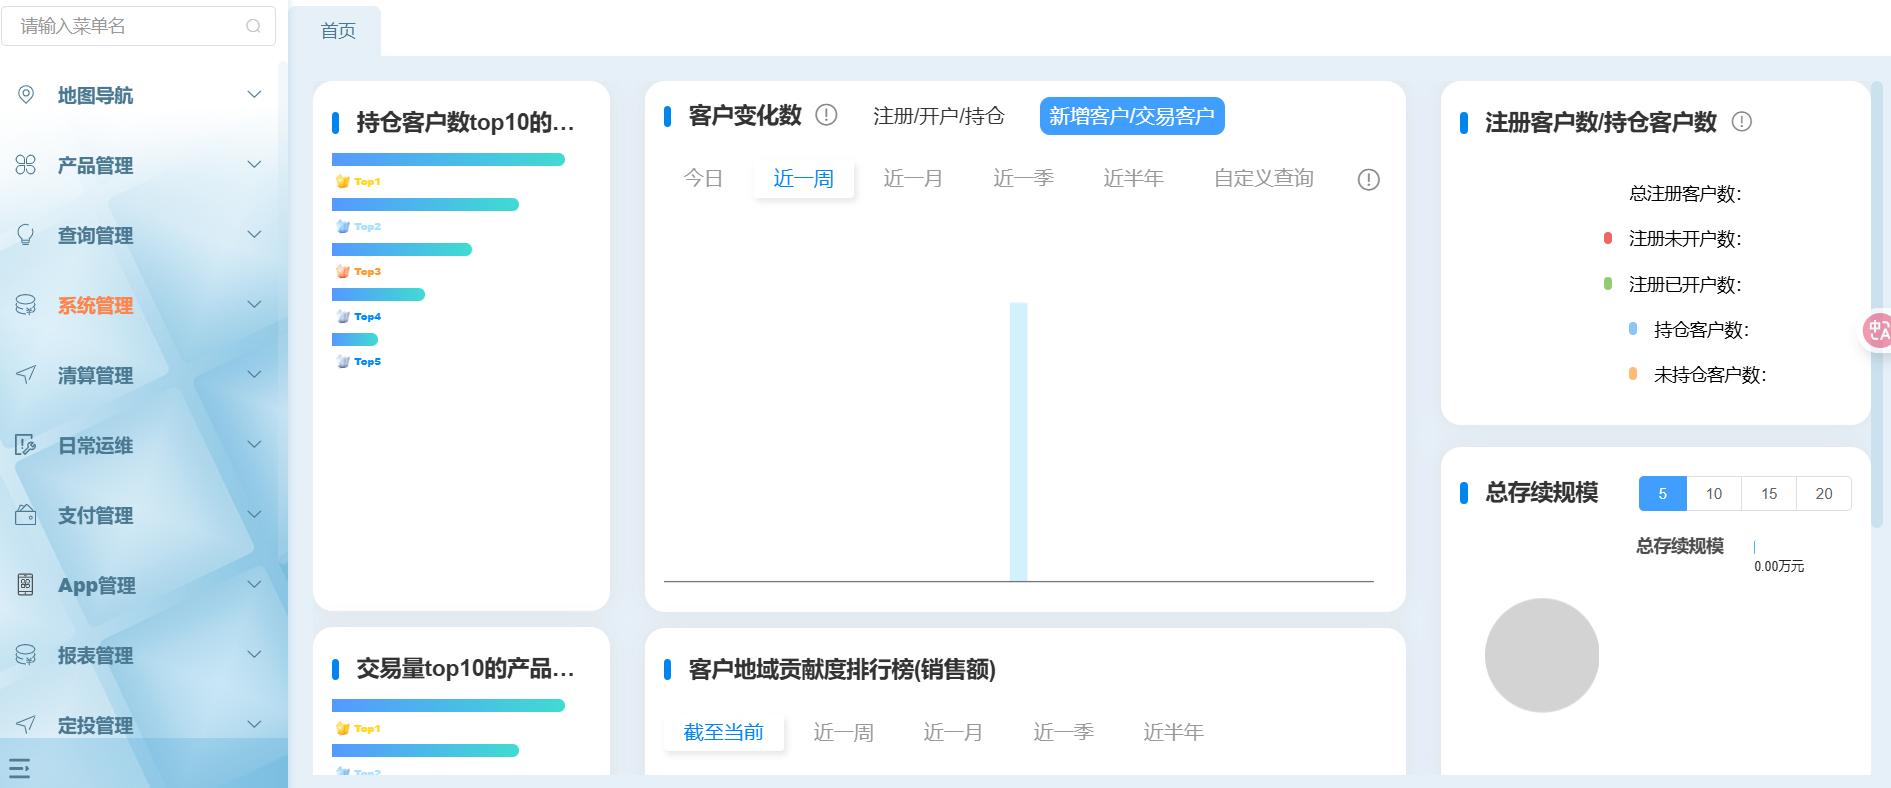 请输入菜单名
地图导航
产品管理
查询管理
系统管理
清算管理
日常运维
支付管理
App管理
报表管理
定投管理
首页
持仓客户数top10的...
Top1
Top2
Top3
Top4
Top5
交易量top10的产品...
Top1
Top2
客户变化数 注册/开户/持仓 新增客户/交易客户
今日 近一周 近一月 近一季 近半年 自定义查询
客户地域贡献度排行榜(销售额)
截至当前 近一周 近一月 近一季 近半年
注册客户数/持仓客户数
总注册客户数:
注册未开户数:
注册已开户数:
持仓客户数:
未持仓客户数:
中A
总存续规模 5 10 15 20
总存续规模
0.00万元